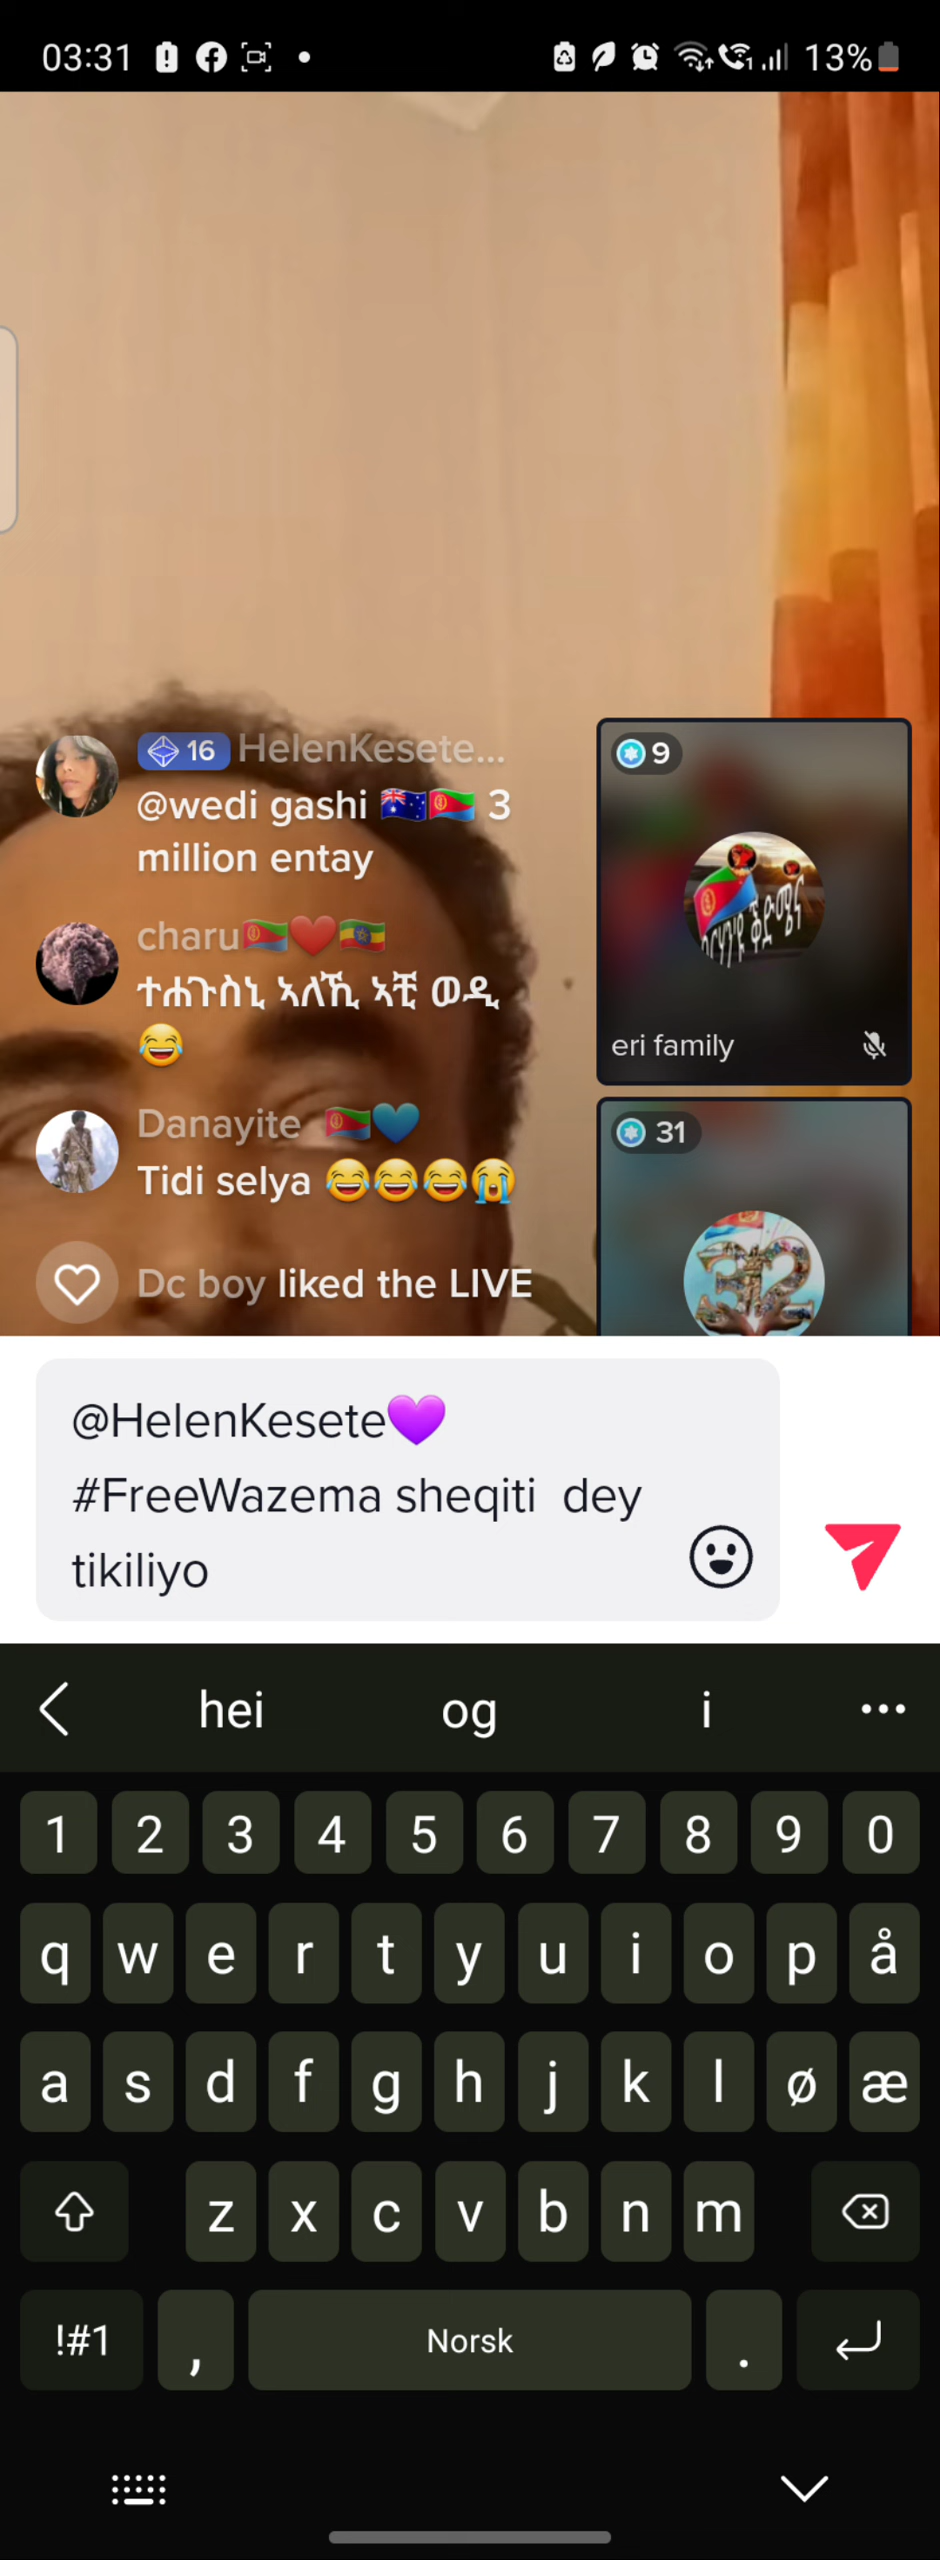 03:31
13%
16 HelenKesete...
@wedi gashi 🇦🇺🇪🇷 3
million entay
charu🇪🇷❤️🇪🇹
ተሐጉስኒ ኣለኺ ኣቺ ወዲ
😂
Danayite 🇪🇷💙
Tidi selya 😂😂😂😭
Dc boy liked the LIVE
9
eri family
31
32
@HelenKesete💜
#FreeWazema sheqiti dey
tikiliyo
hei og i
1 2 3 4 5 6 7 8 9 0
q w e r t y u i o p å
a s d f g h j k l ø æ
z x c v b n m
!#1 , Norsk .